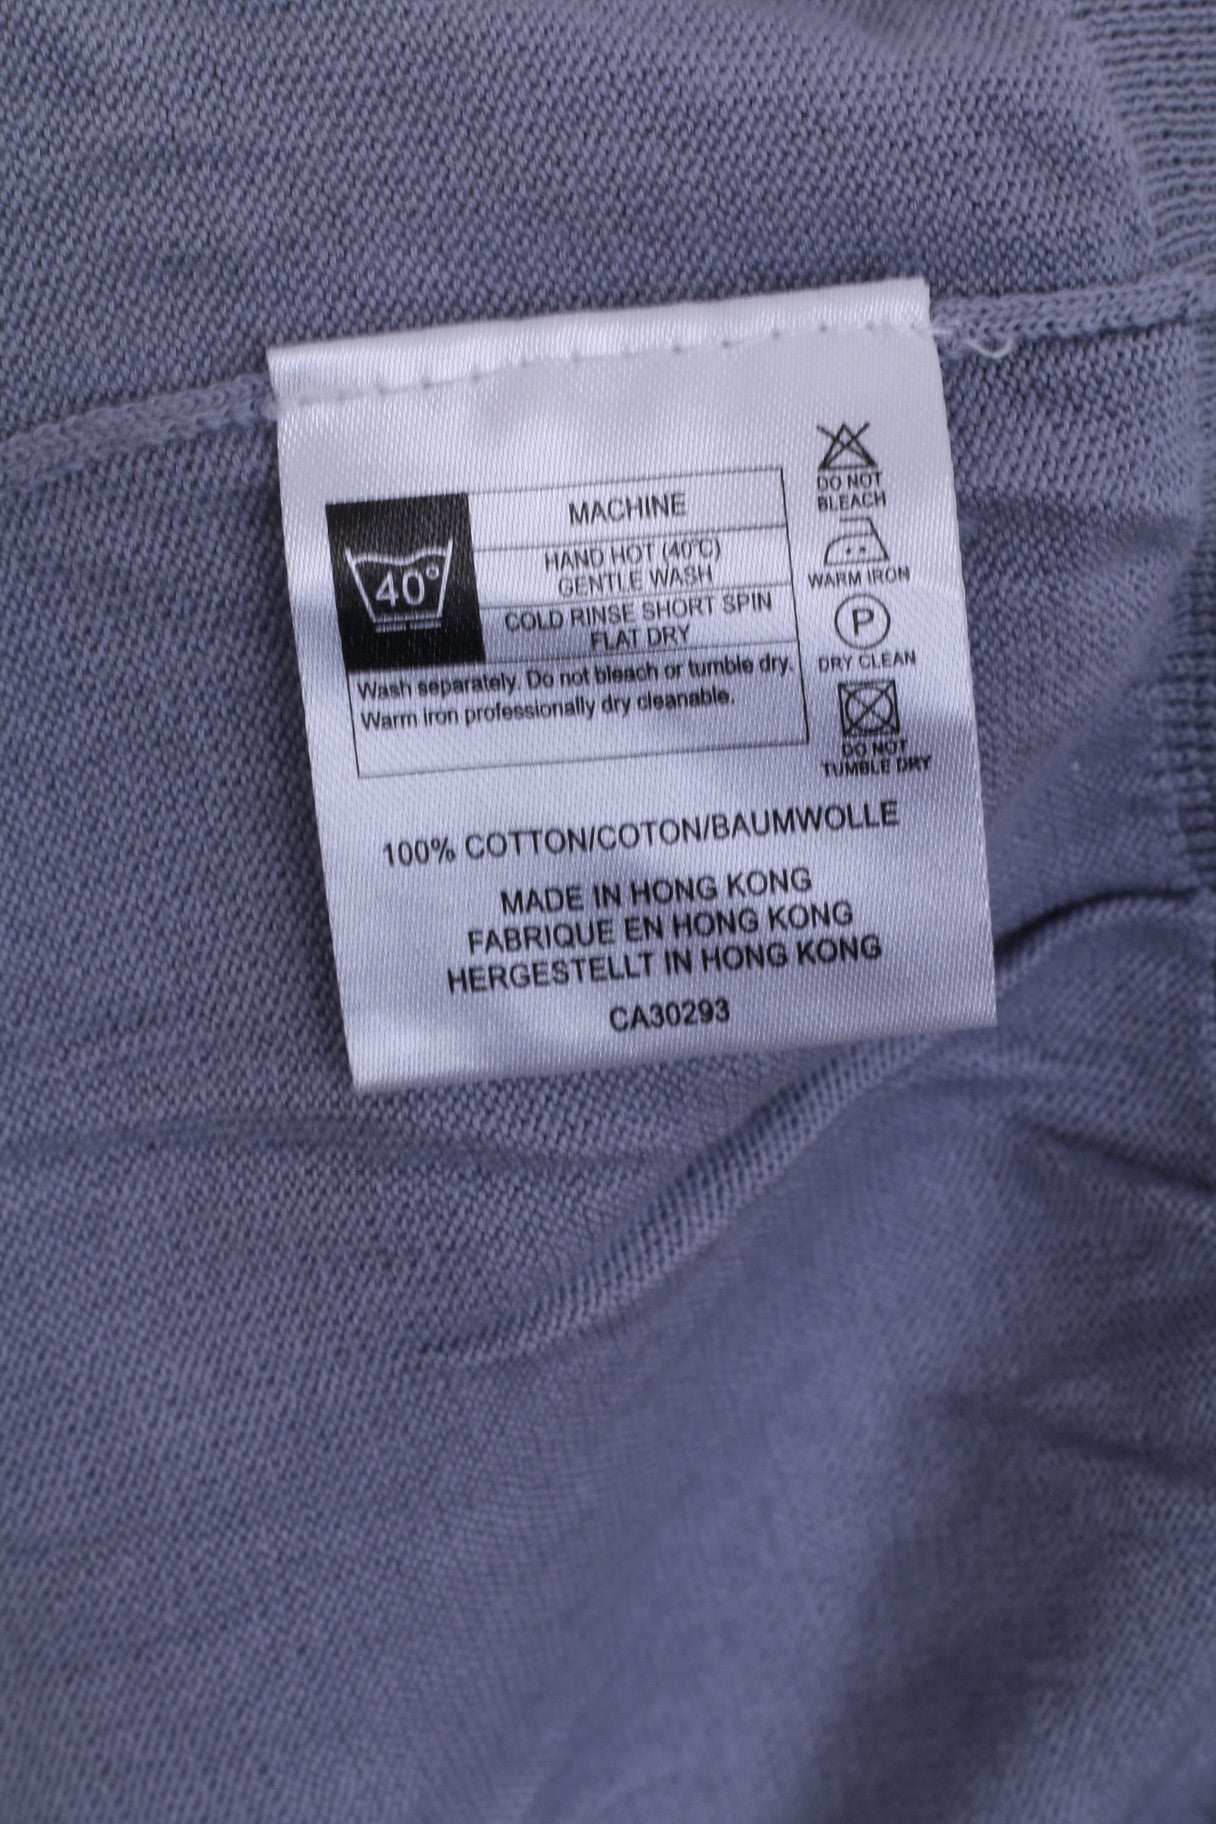 MACHINE
40°
HAND HOT (40°C)
GENTLE WASH
COLD RINSE SHORT SPIN
FLAT DRY
Wash separately. Do not bleach or tumble dry.
Warm iron professionally dry cleanable.
DO NOT
BLEACH
WARM IRON
P
DRY CLEAN
DO NOT
TUMBLE DRY
100% COTTON/COTON/BAUMWOLLE
MADE IN HONG KONG
FABRIQUE EN HONG KONG
HERGESTELLT IN HONG KONG
CA30293